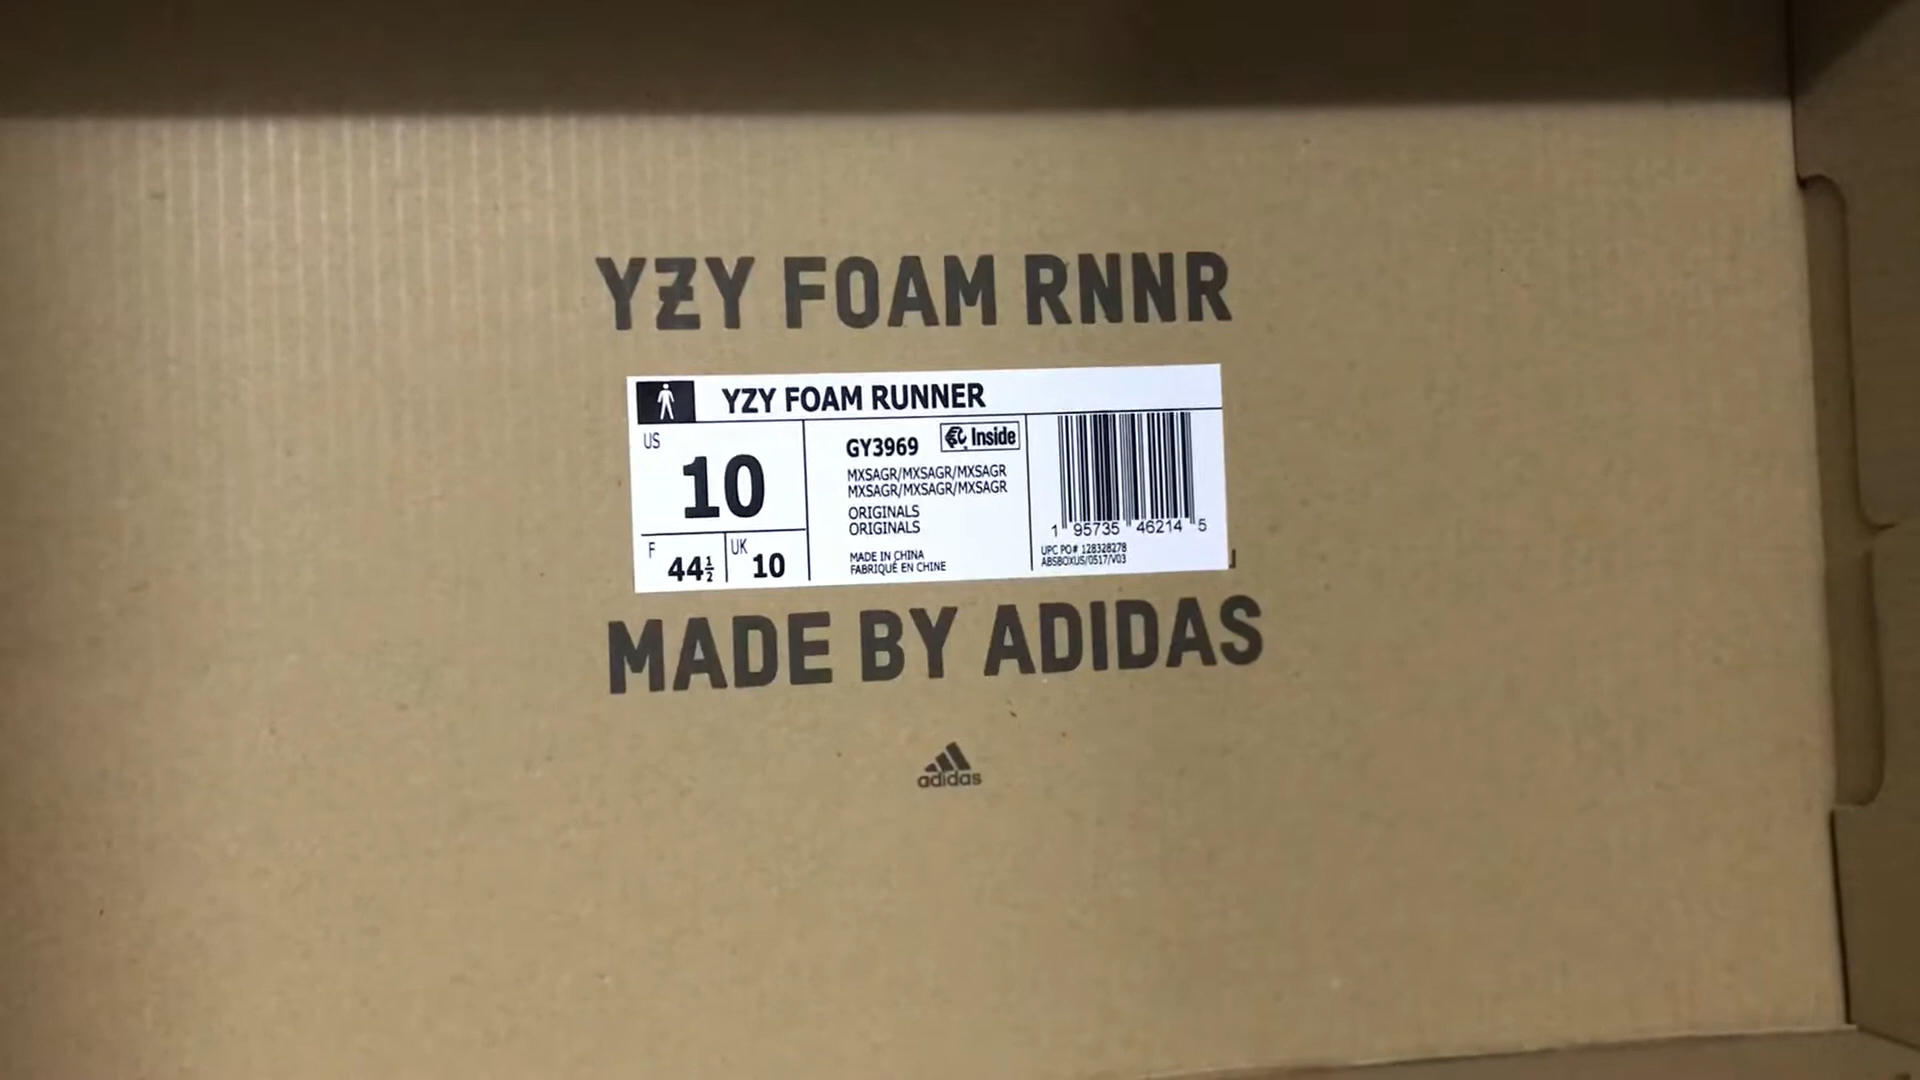 YZY FOAM RNNR
YZY FOAM RUNNER
US
10
F
44½
UK
10
GY3969
Inside
MXSAGR/MXSAGR/MXSAGR
MXSAGR/MXSAGR/MXSAGR
ORIGINALS
ORIGINALS
MADE IN CHINA
FABRIQUÉ EN CHINE
1 95735 46214 5
UPC PO# 128328278
ABSBOXUS/0517/V03
MADE BY ADIDAS
adidas